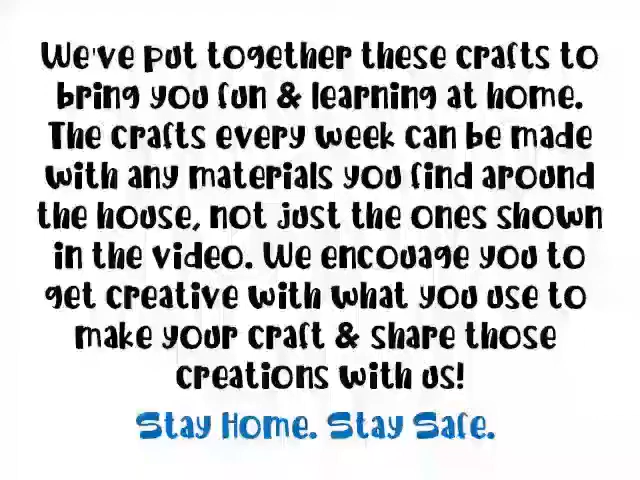 We've put together these crafts to
bring you fun & learning at home.
The crafts every week can be made
with any materials you find around
the house, not just the ones shown
in the video. We encouage you to
get creative with what you use to
make your craft & share those
creations with us!
Stay Home. Stay Safe.